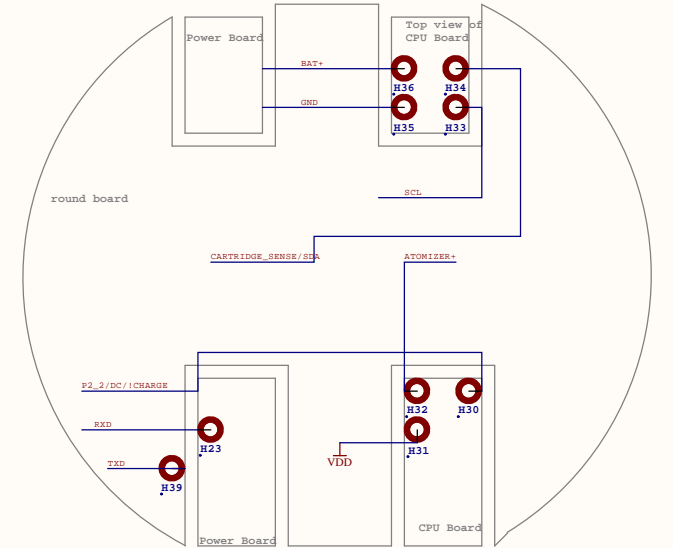 Top view of
Power Board
CPU Board
BAT+
H36
H34
GND
H35
H33
SCL
round board
CARTRIDGE_SENSE/SDA
ATOMIZER+
P2_2/DC/!CHARGE
H32
H30
RXD
H23
H31
TXD
VDD
H39
CPU Board
Power Board